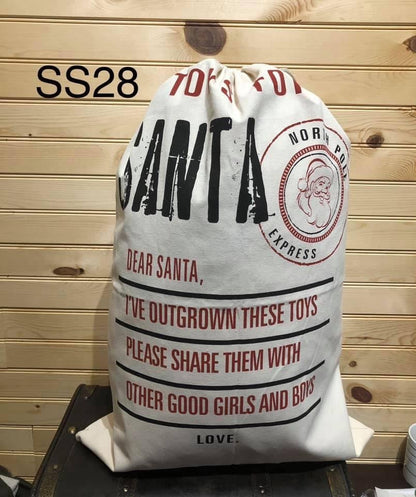 SS28
TOYS FOR
SANTA
NORTH POLE
EXPRESS
DEAR SANTA,
I'VE OUTGROWN THESE TOYS
PLEASE SHARE THEM WITH
OTHER GOOD GIRLS AND BOYS
LOVE,